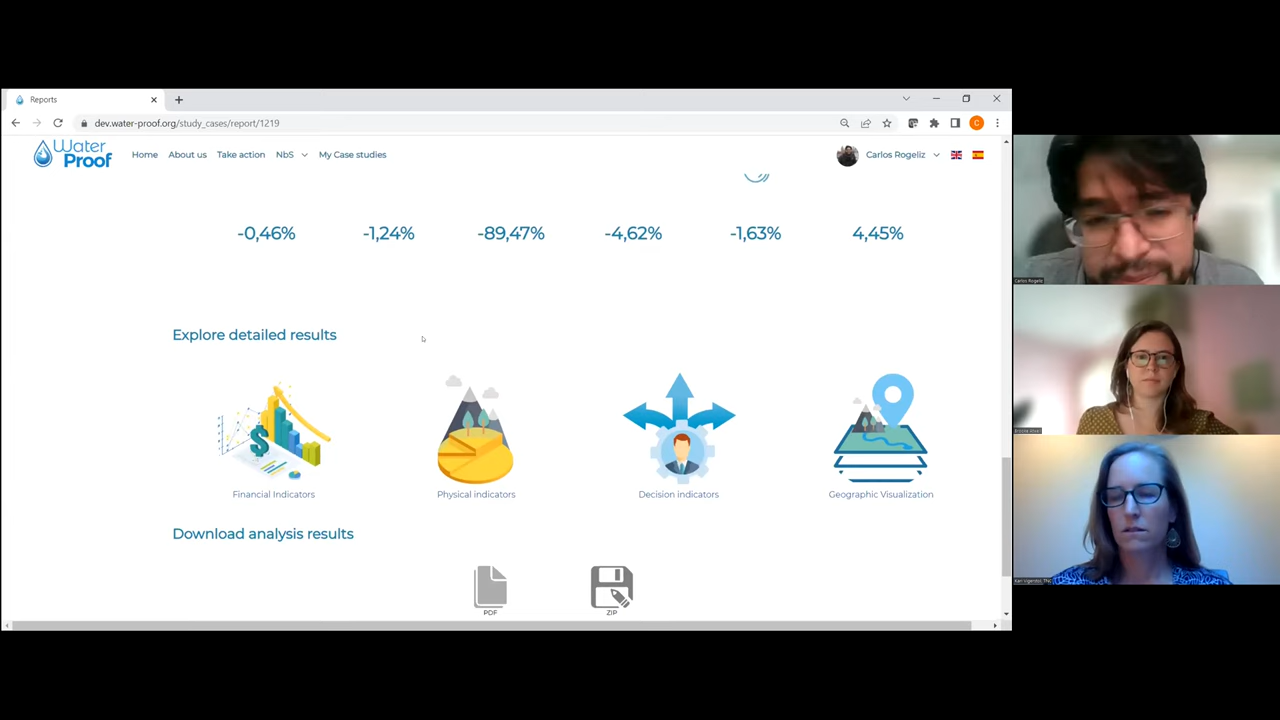 Reports
dev.water-proof.org/study_cases/report/1219
Water
Proof
Home About us Take action NbS My Case studies
Carlos Rogeliz
C
-0,46% -1,24% -89,47% -4,62% -1,63% 4,45%
Explore detailed results
Financial Indicators Physical indicators Decision indicators Geographic Visualization
Download analysis results
PDF ZIP
Carlos Rogeliz